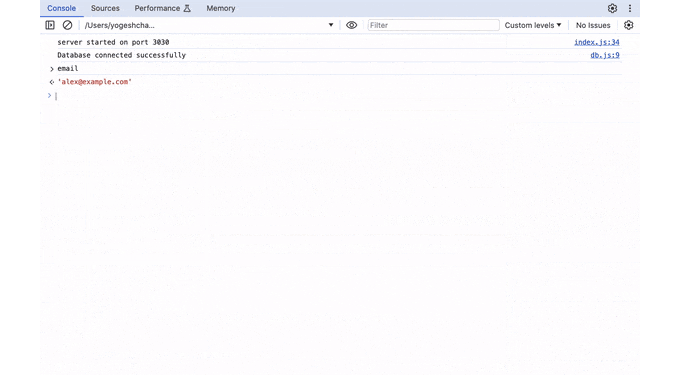 Console Sources Performance Memory
/Users/yogeshcha... Filter Custom levels No Issues
server started on port 3030 index.js:34
Database connected successfully db.js:9
> email
'alex@example.com'
>